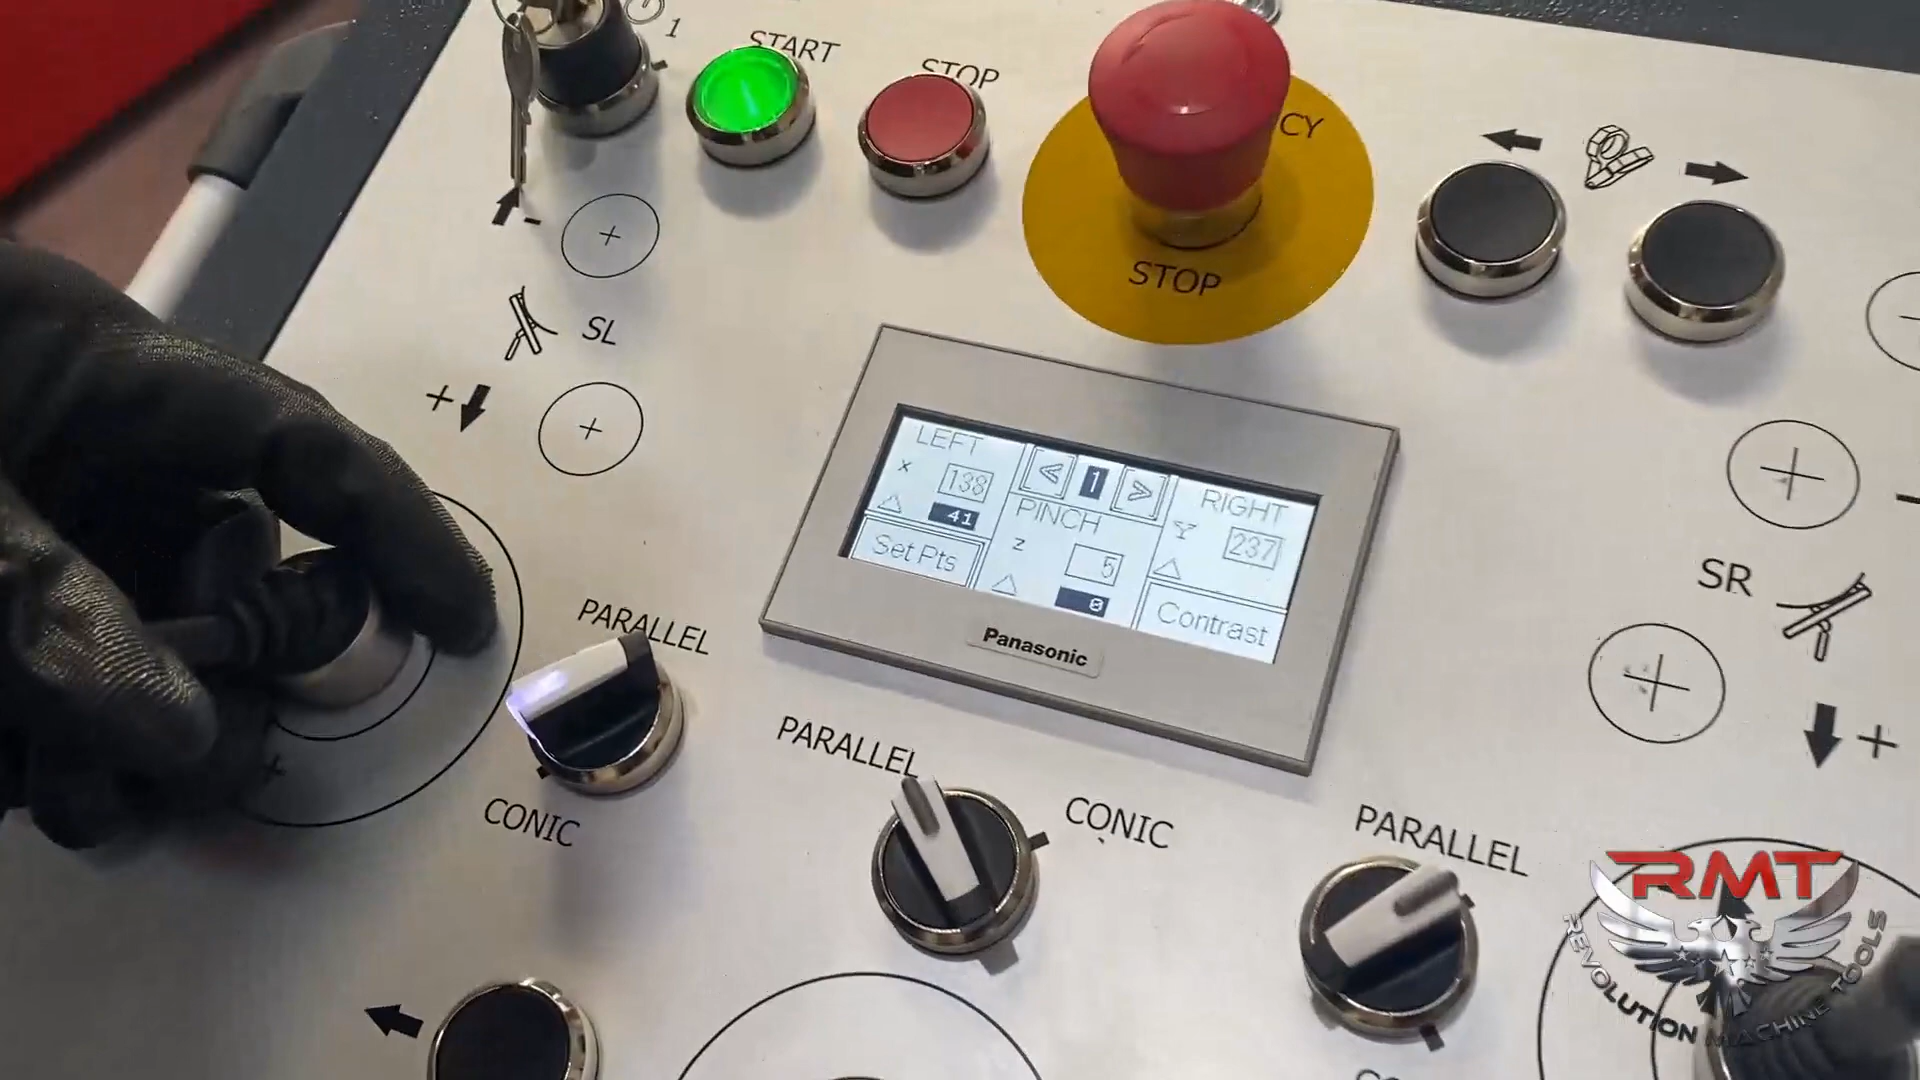 1
START
STOP
CY
STOP
-
SL
+
LEFT
X
138
41
Set Pts
<< 1 >>
PINCH
Z
5
0
RIGHT
Y
237
Contrast
Panasonic
SR
+
PARALLEL
CONIC
PARALLEL
CONIC
PARALLEL
RMT
REVOLUTION MACHINE TOOLS